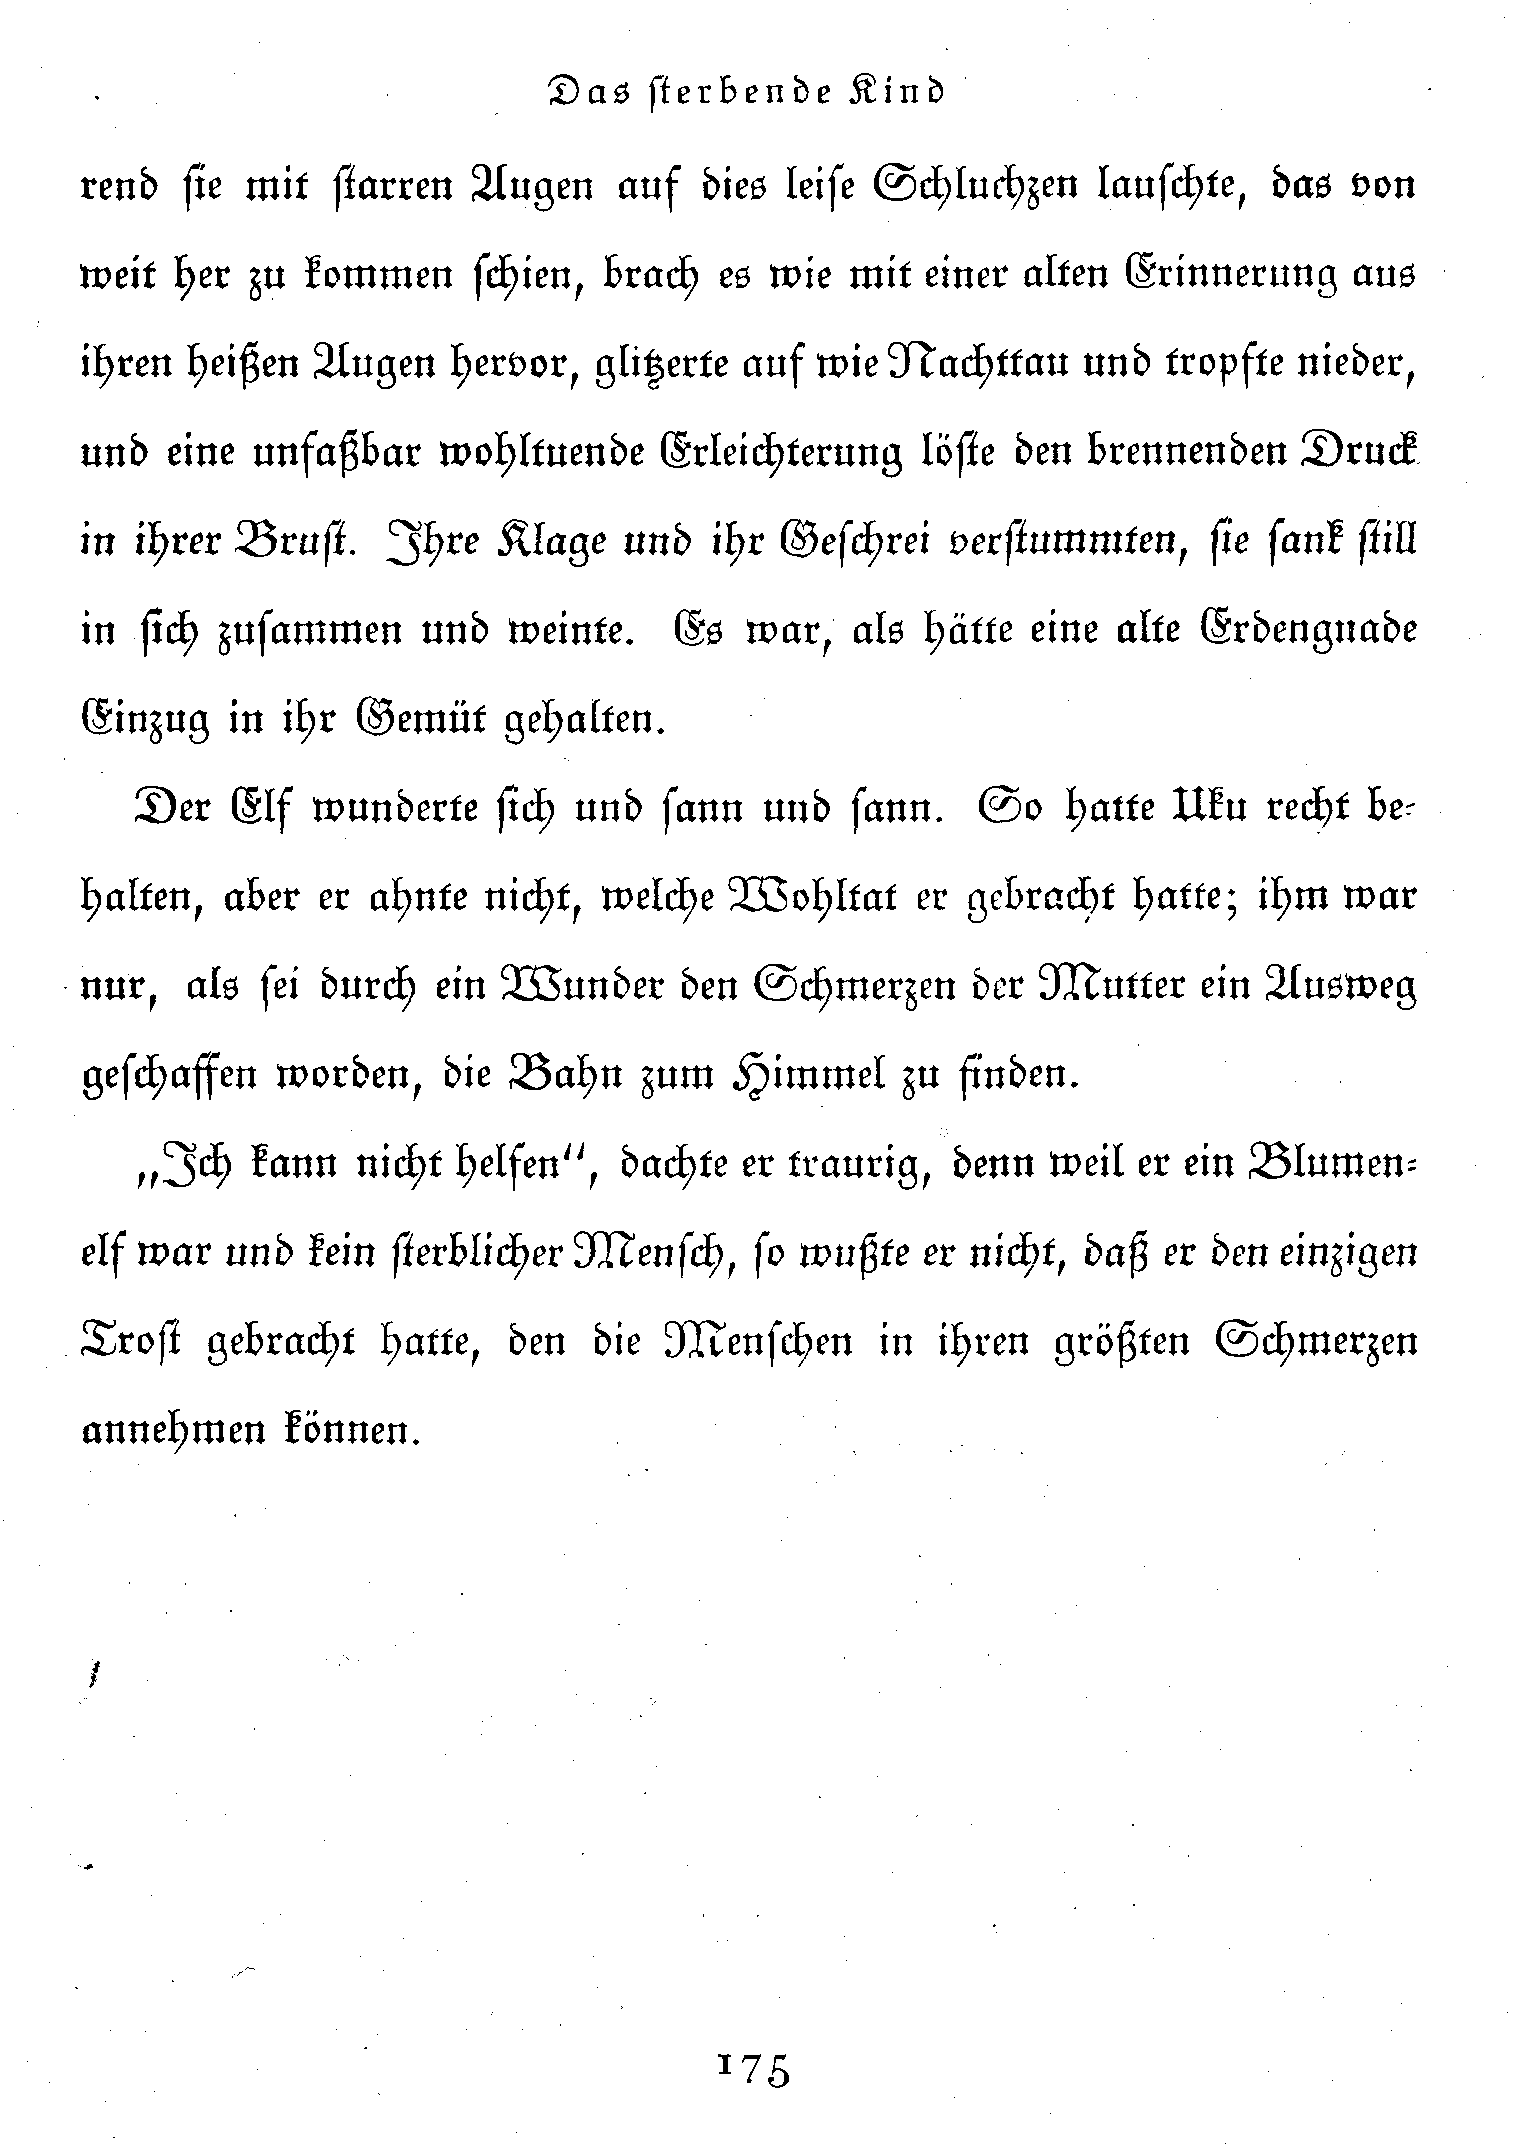 Das sterbende Kind
rend sie mit starren Augen auf dies leise Schluchzen lauschte, das von
weit her zu kommen schien, brach es wie mit einer alten Erinnerung aus
ihren heißen Augen hervor, glitzerte auf wie Nachttau und tropfte nieder,
und eine unfaßbar wohltuende Erleichterung löste den brennenden Druck
in ihrer Brust. Ihre Klage und ihr Geschrei verstummten, sie sank still
in sich zusammen und weinte. Es war, als hätte eine alte Erdengnade
Einzug in ihr Gemüt gehalten.
Der Elf wunderte sich und sann und sann. So hatte Uku recht be-
halten, aber er ahnte nicht, welche Wohltat er gebracht hatte; ihm war
nur, als sei durch ein Wunder den Schmerzen der Mutter ein Ausweg
geschaffen worden, die Bahn zum Himmel zu finden.
„Ich kann nicht helfen“, dachte er traurig, denn weil er ein Blumen-
elf war und kein sterblicher Mensch, so wußte er nicht, daß er den einzigen
Trost gebracht hatte, den die Menschen in ihren größten Schmerzen
annehmen können.
175